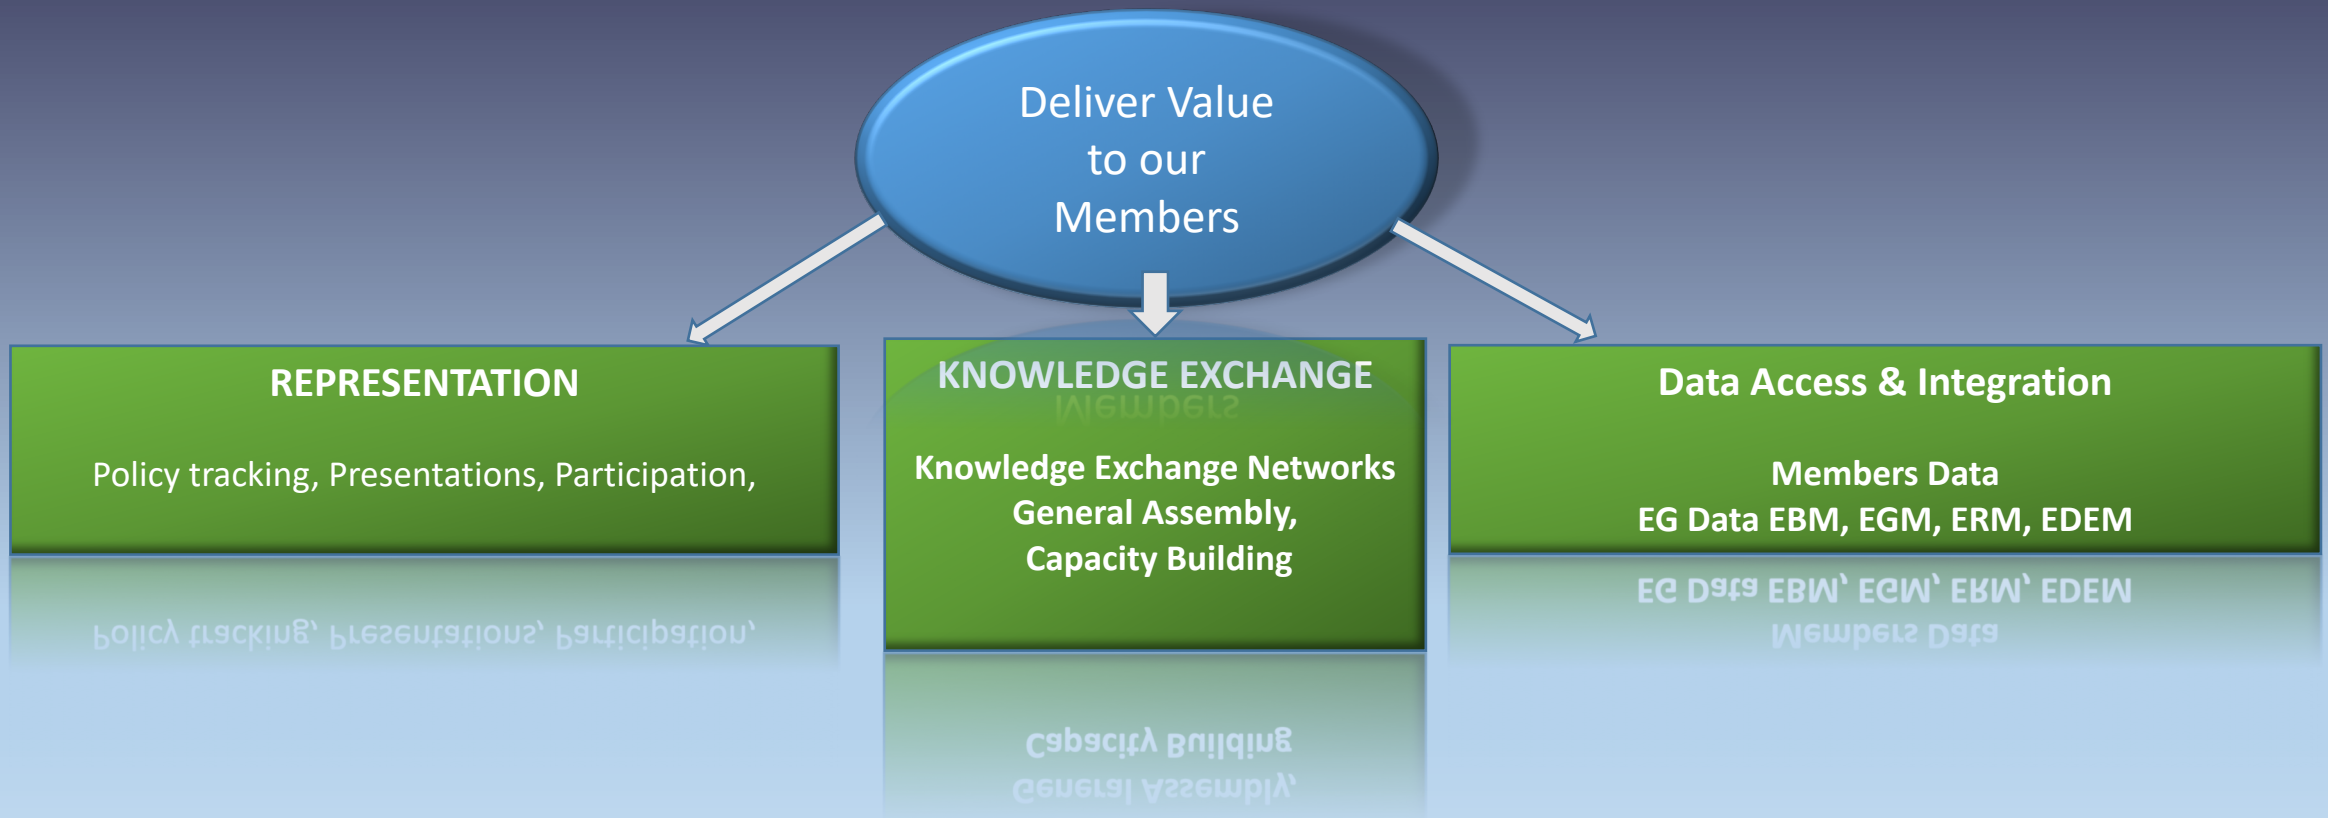 Deliver Value
to our
Members
REPRESENTATION
Policy tracking, Presentations, Participation,
KNOWLEDGE EXCHANGE
Knowledge Exchange Networks
General Assembly,
Capacity Building
Data Access & Integration
Members Data
EG Data EBM, EGM, ERM, EDEM